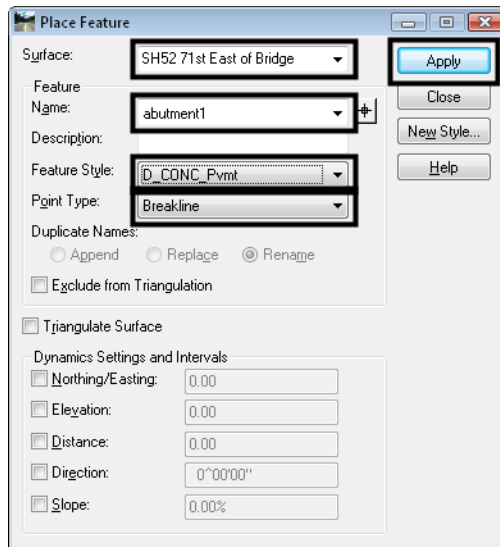 Place Feature
Surface: SH52 71st East of Bridge Apply
Feature Close
Name: abutment1
Description: New Style...
Feature Style: D_CONC_Pvmt Help
Point Type: Breakline
Duplicate Names:
Append Replace Rename
Exclude from Triangulation
Triangulate Surface
Dynamics Settings and Intervals
Northing/Easting: 0.00
Elevation: 0.00
Distance: 0.00
Direction: 0^00'00"
Slope: 0.00%